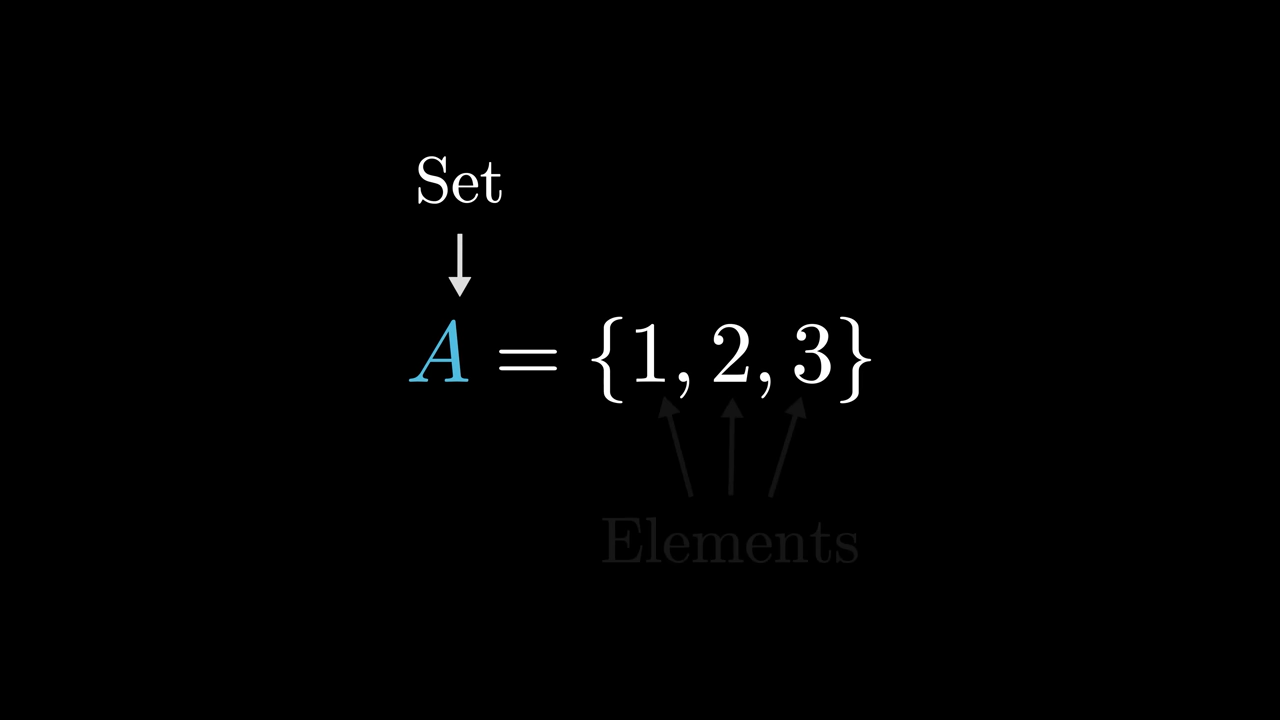 Set
A = {1, 2, 3}
Elements